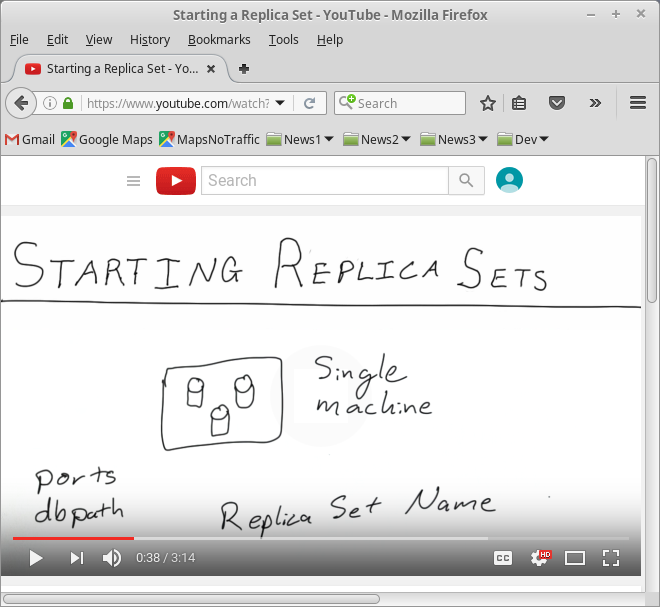 Starting a Replica Set - YouTube - Mozilla Firefox
File Edit View History Bookmarks Tools Help
Starting a Replica Set - Yo...
https://www.youtube.com/watch? Search
Gmail Google Maps MapsNoTraffic News1 News2 News3 Dev
Search
STARTING REPLICA SETS
Single
machine
ports
dbpath
Replica Set Name
0:38 / 3:14 CC HD